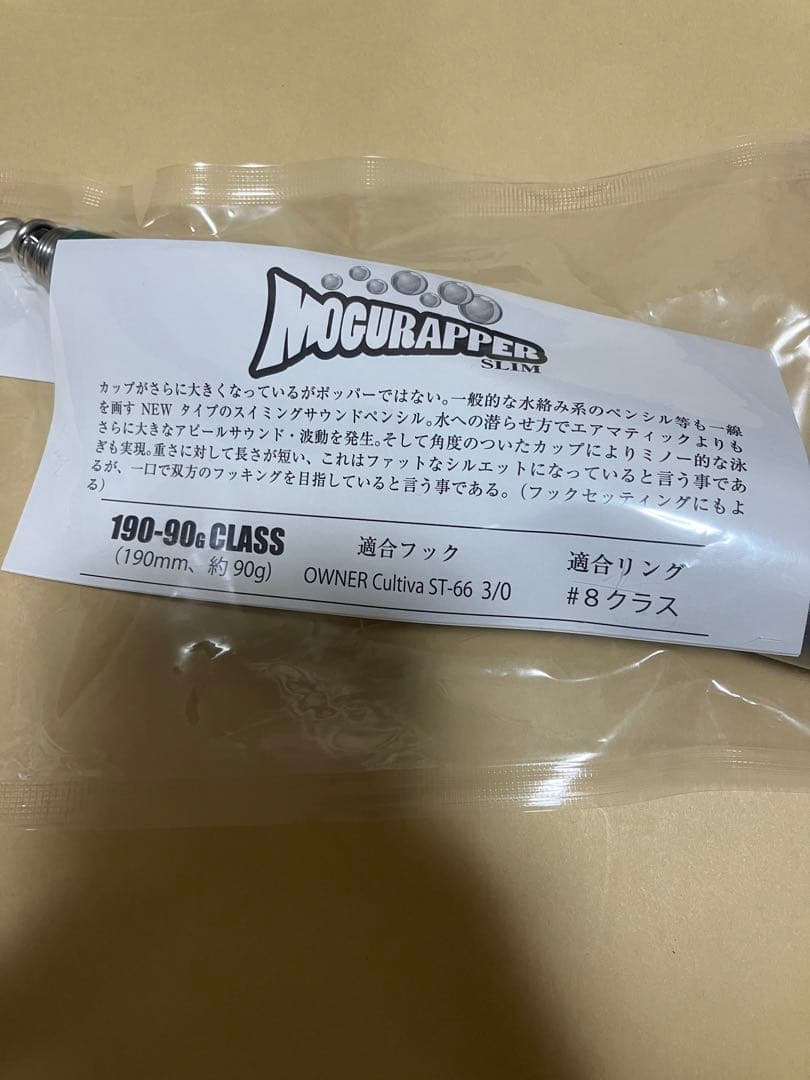 MOGURAPPER
SLIM
カップがさらに大きくなっているがポッパーではない。一般的な水絡み系のペンシル等も一線
を画す NEW タイプのスイミングサウンドペンシル。水への潜らせ方でエアマティックよりも
さらに大きなアピールサウンド・波動を発生。そして角度のついたカップによりミノー的な泳
ぎも実現。重さに対して長さが短い、これはファットなシルエットになっていると言う事であ
るが、一口で双方のフッキングを目指していると言う事である。（フックセッティングにもよ
る）
190-90G CLASS
（190mm、約 90g）
適合フック
OWNER Cultiva ST-66 3/0
適合リング
#８クラス